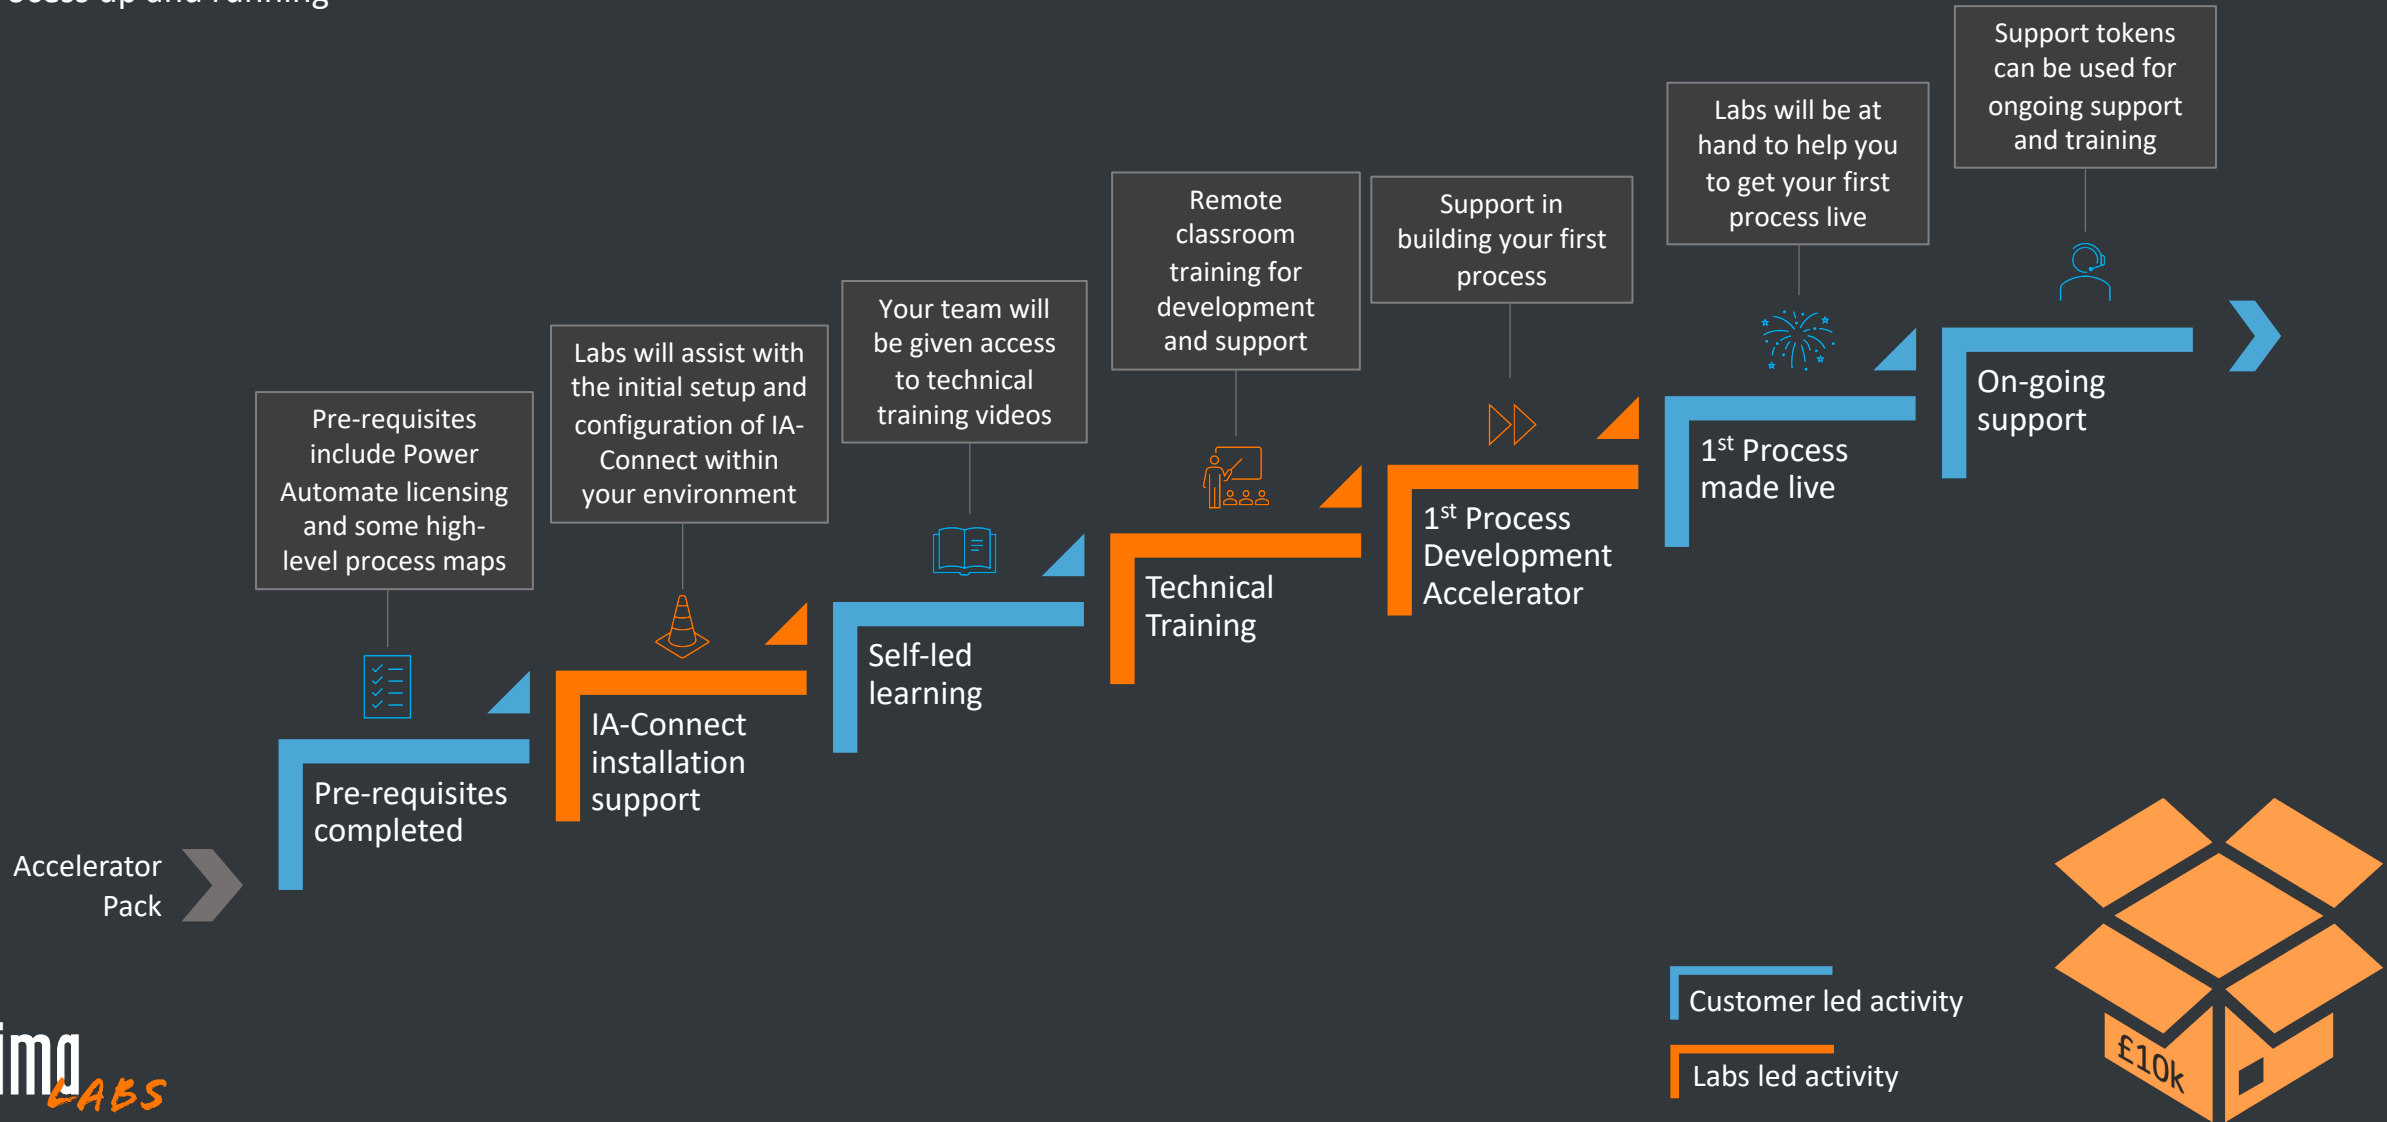 up and running
Support tokens
can be used for
ongoing support
and training
Labs will be at
hand to help you
to get your first
process live
Remote
classroom
training for
development
and support
Support in
building your first
process
Your team will
be given access
to technical
training videos
Labs will assist with
the initial setup and
configuration of IA-
Connect within
your environment
Pre-requisites
include Power
Automate licensing
and some high-
level process maps
On-going
support
1st Process
made live
1st Process
Development
Accelerator
Technical
Training
Self-led
learning
IA-Connect
installation
support
Pre-requisites
completed
Accelerator
Pack
Customer led activity
Labs led activity
£10k
LABS